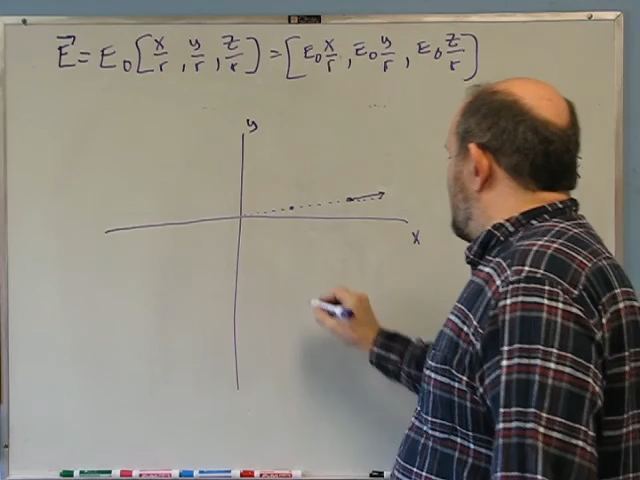 E⃗ = E₀[x/r, y/r, z/r] = [E₀ x/r, E₀ y/r, E₀ z/r]
y
x